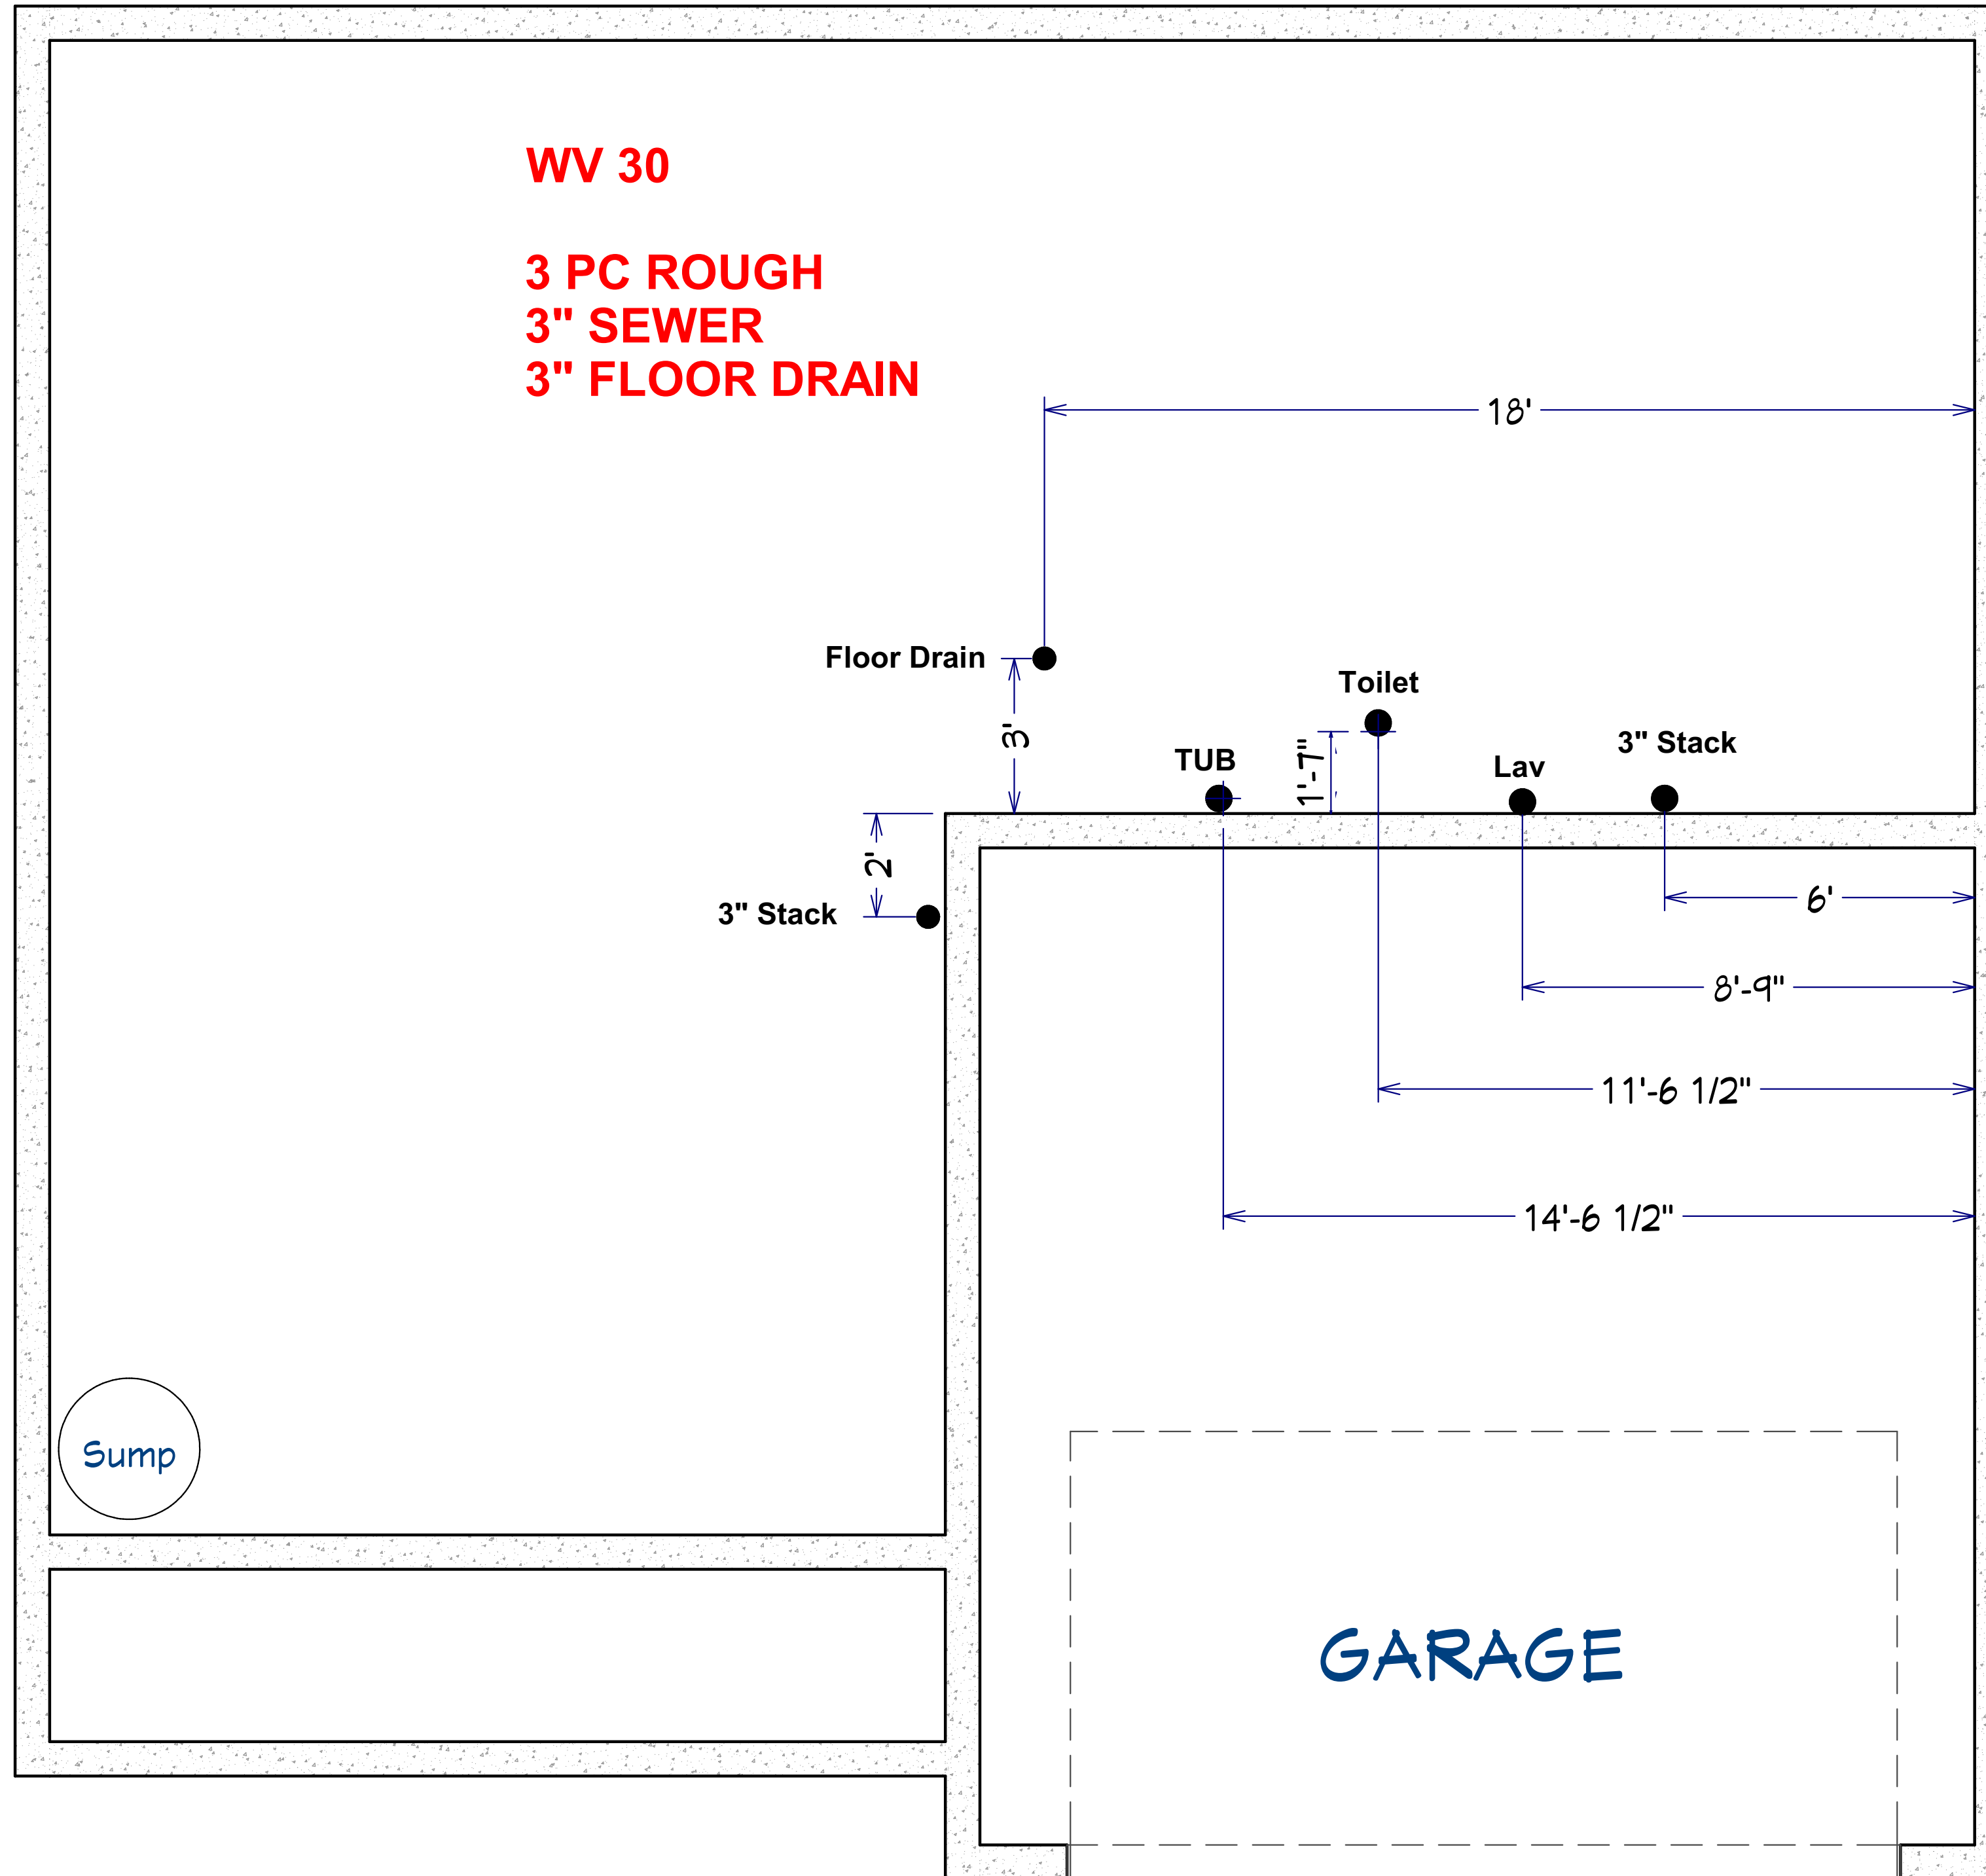 WV 30
3 PC ROUGH
3" SEWER
3" FLOOR DRAIN
18'
Floor Drain
3'
Toilet
1'-7"
TUB
Lav
3" Stack
2'
3" Stack
6'
8'-9"
11'-6 1/2"
14'-6 1/2"
Sump
GARAGE